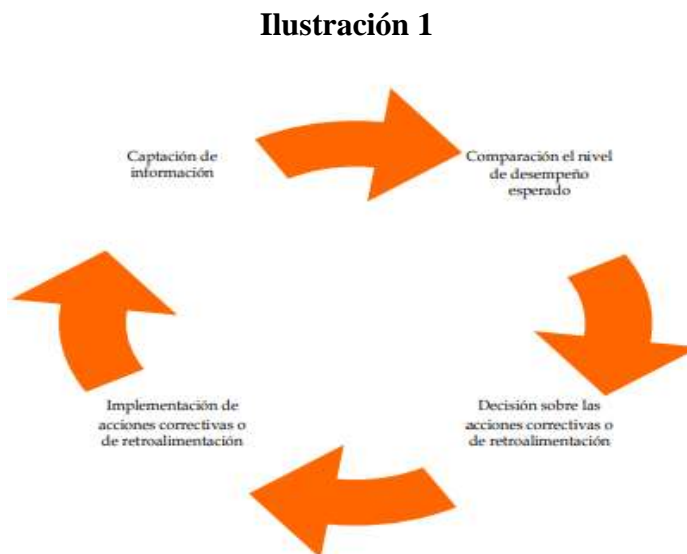 Ilustración 1
Captación de
información
Comparación el nivel
de desempeño
esperado
Decisión sobre las
acciones correctivas o
de retroalimentación
Implementación de
acciones correctivas o
de retroalimentación